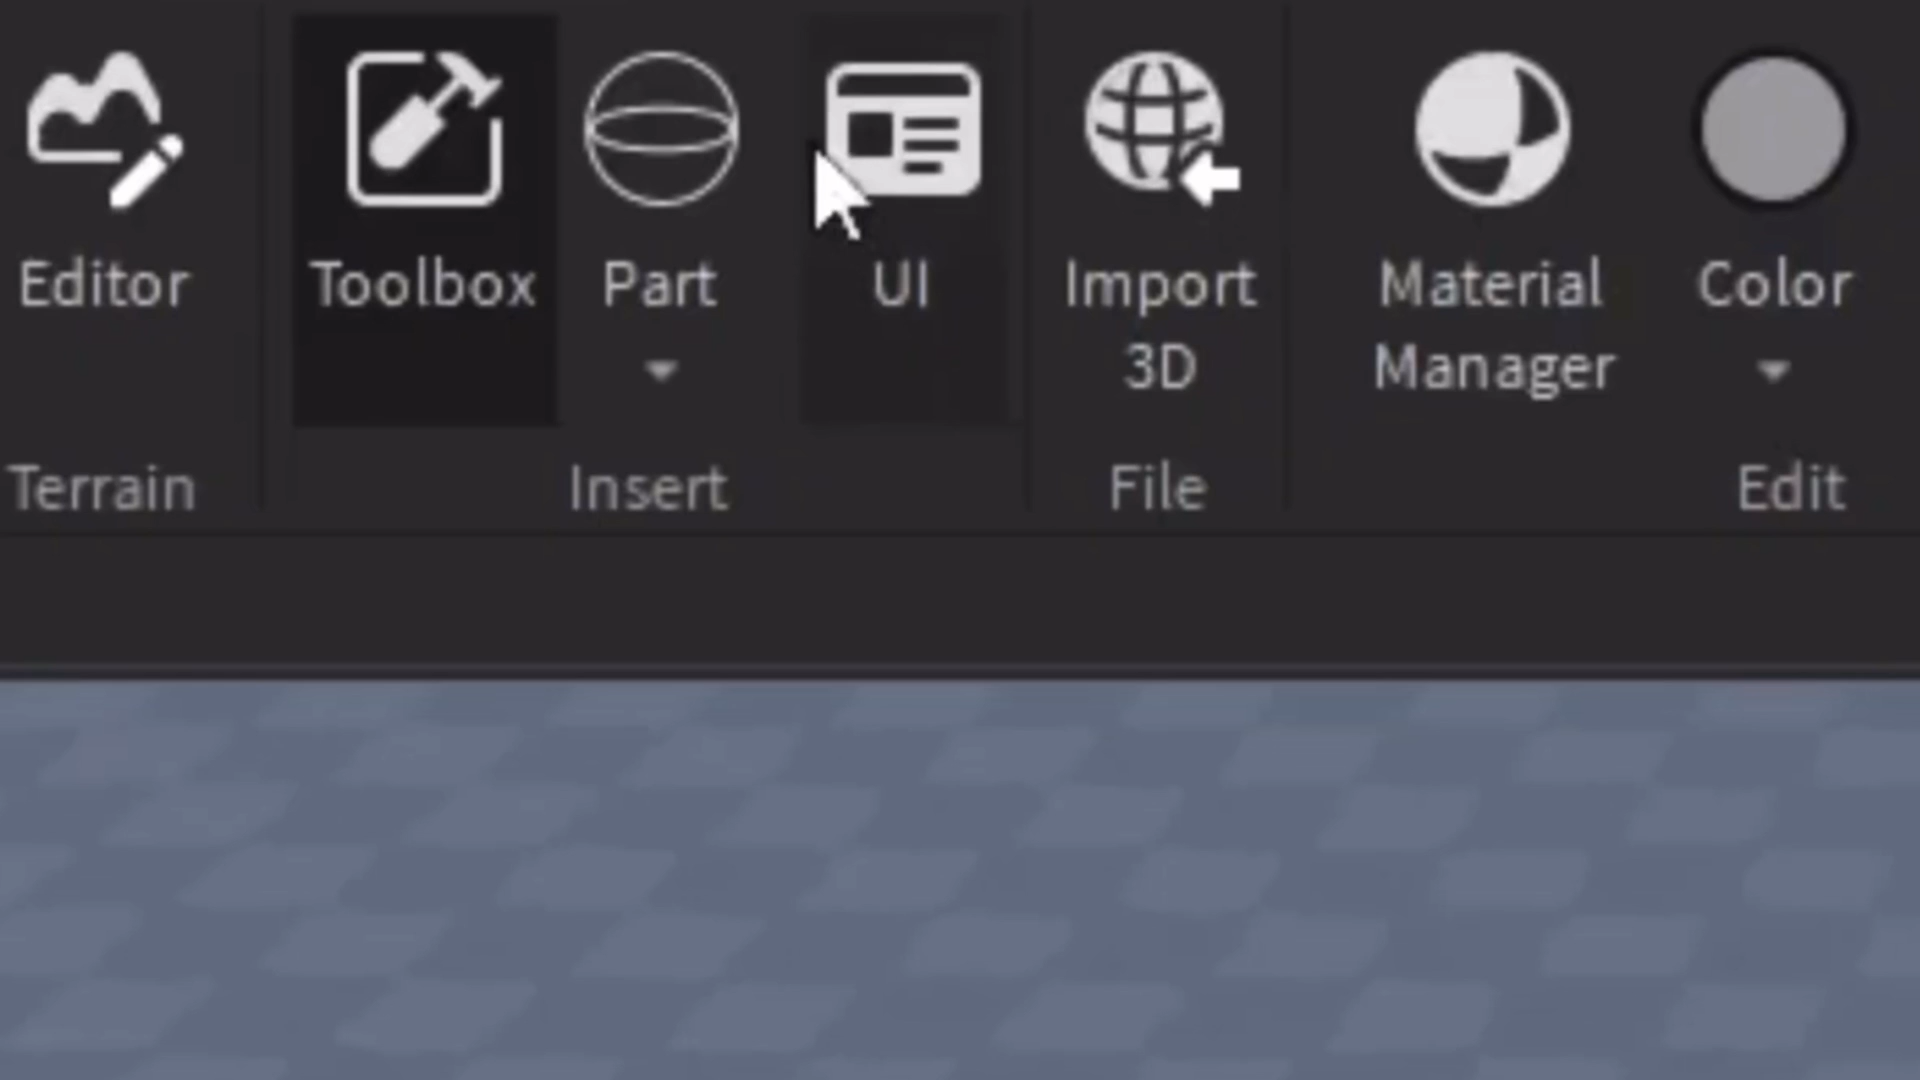 Editor
Toolbox
Part
UI
Import
3D
Material
Manager
Color
Terrain
Insert
File
Edit